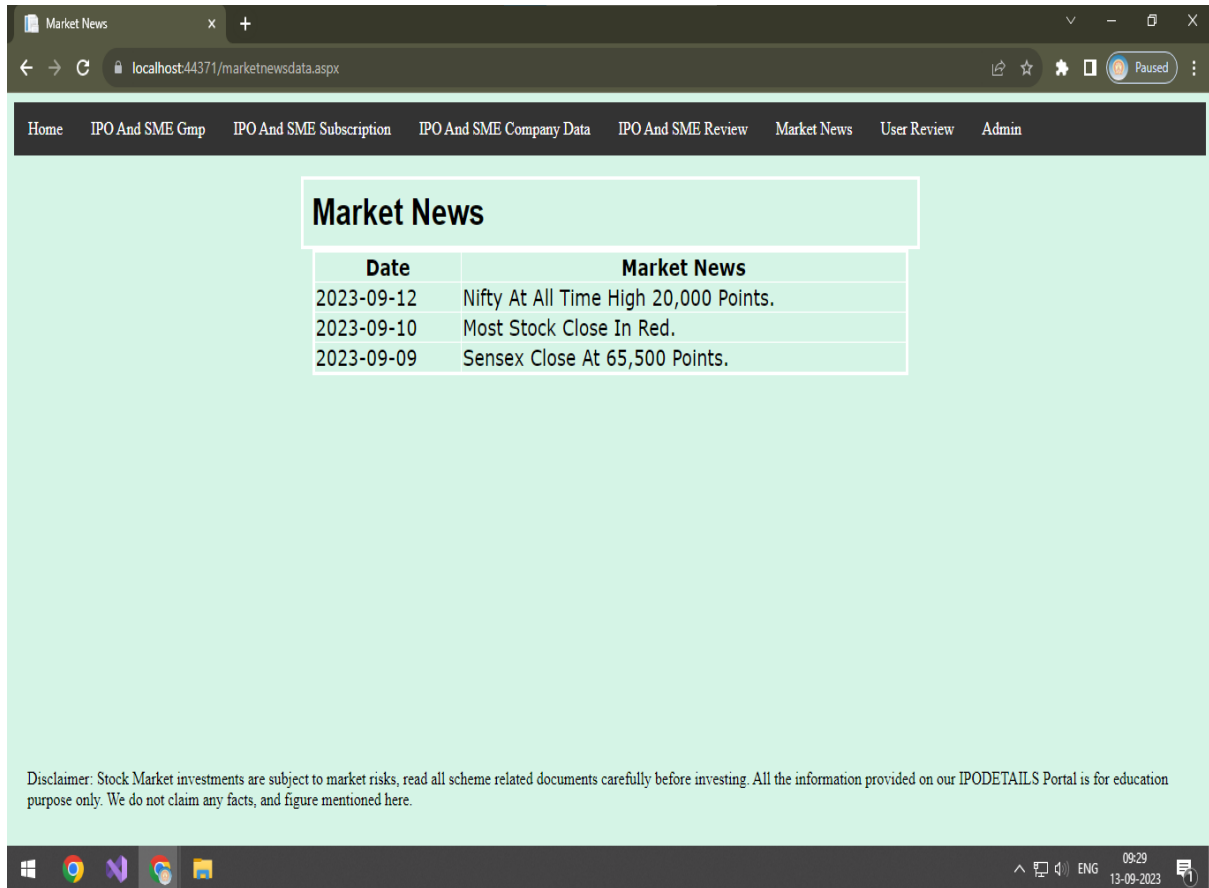 Market News
localhost:44371/marketnewsdata.aspx
Paused
Home IPO And SME Gmp IPO And SME Subscription IPO And SME Company Data IPO And SME Review Market News User Review Admin
Market News
Date Market News
2023-09-12 Nifty At All Time High 20,000 Points.
2023-09-10 Most Stock Close In Red.
2023-09-09 Sensex Close At 65,500 Points.
Disclaimer: Stock Market investments are subject to market risks, read all scheme related documents carefully before investing. All the information provided on our IPODETAILS Portal is for education
purpose only. We do not claim any facts, and figure mentioned here.
ENG
09:29
13-09-2023
1